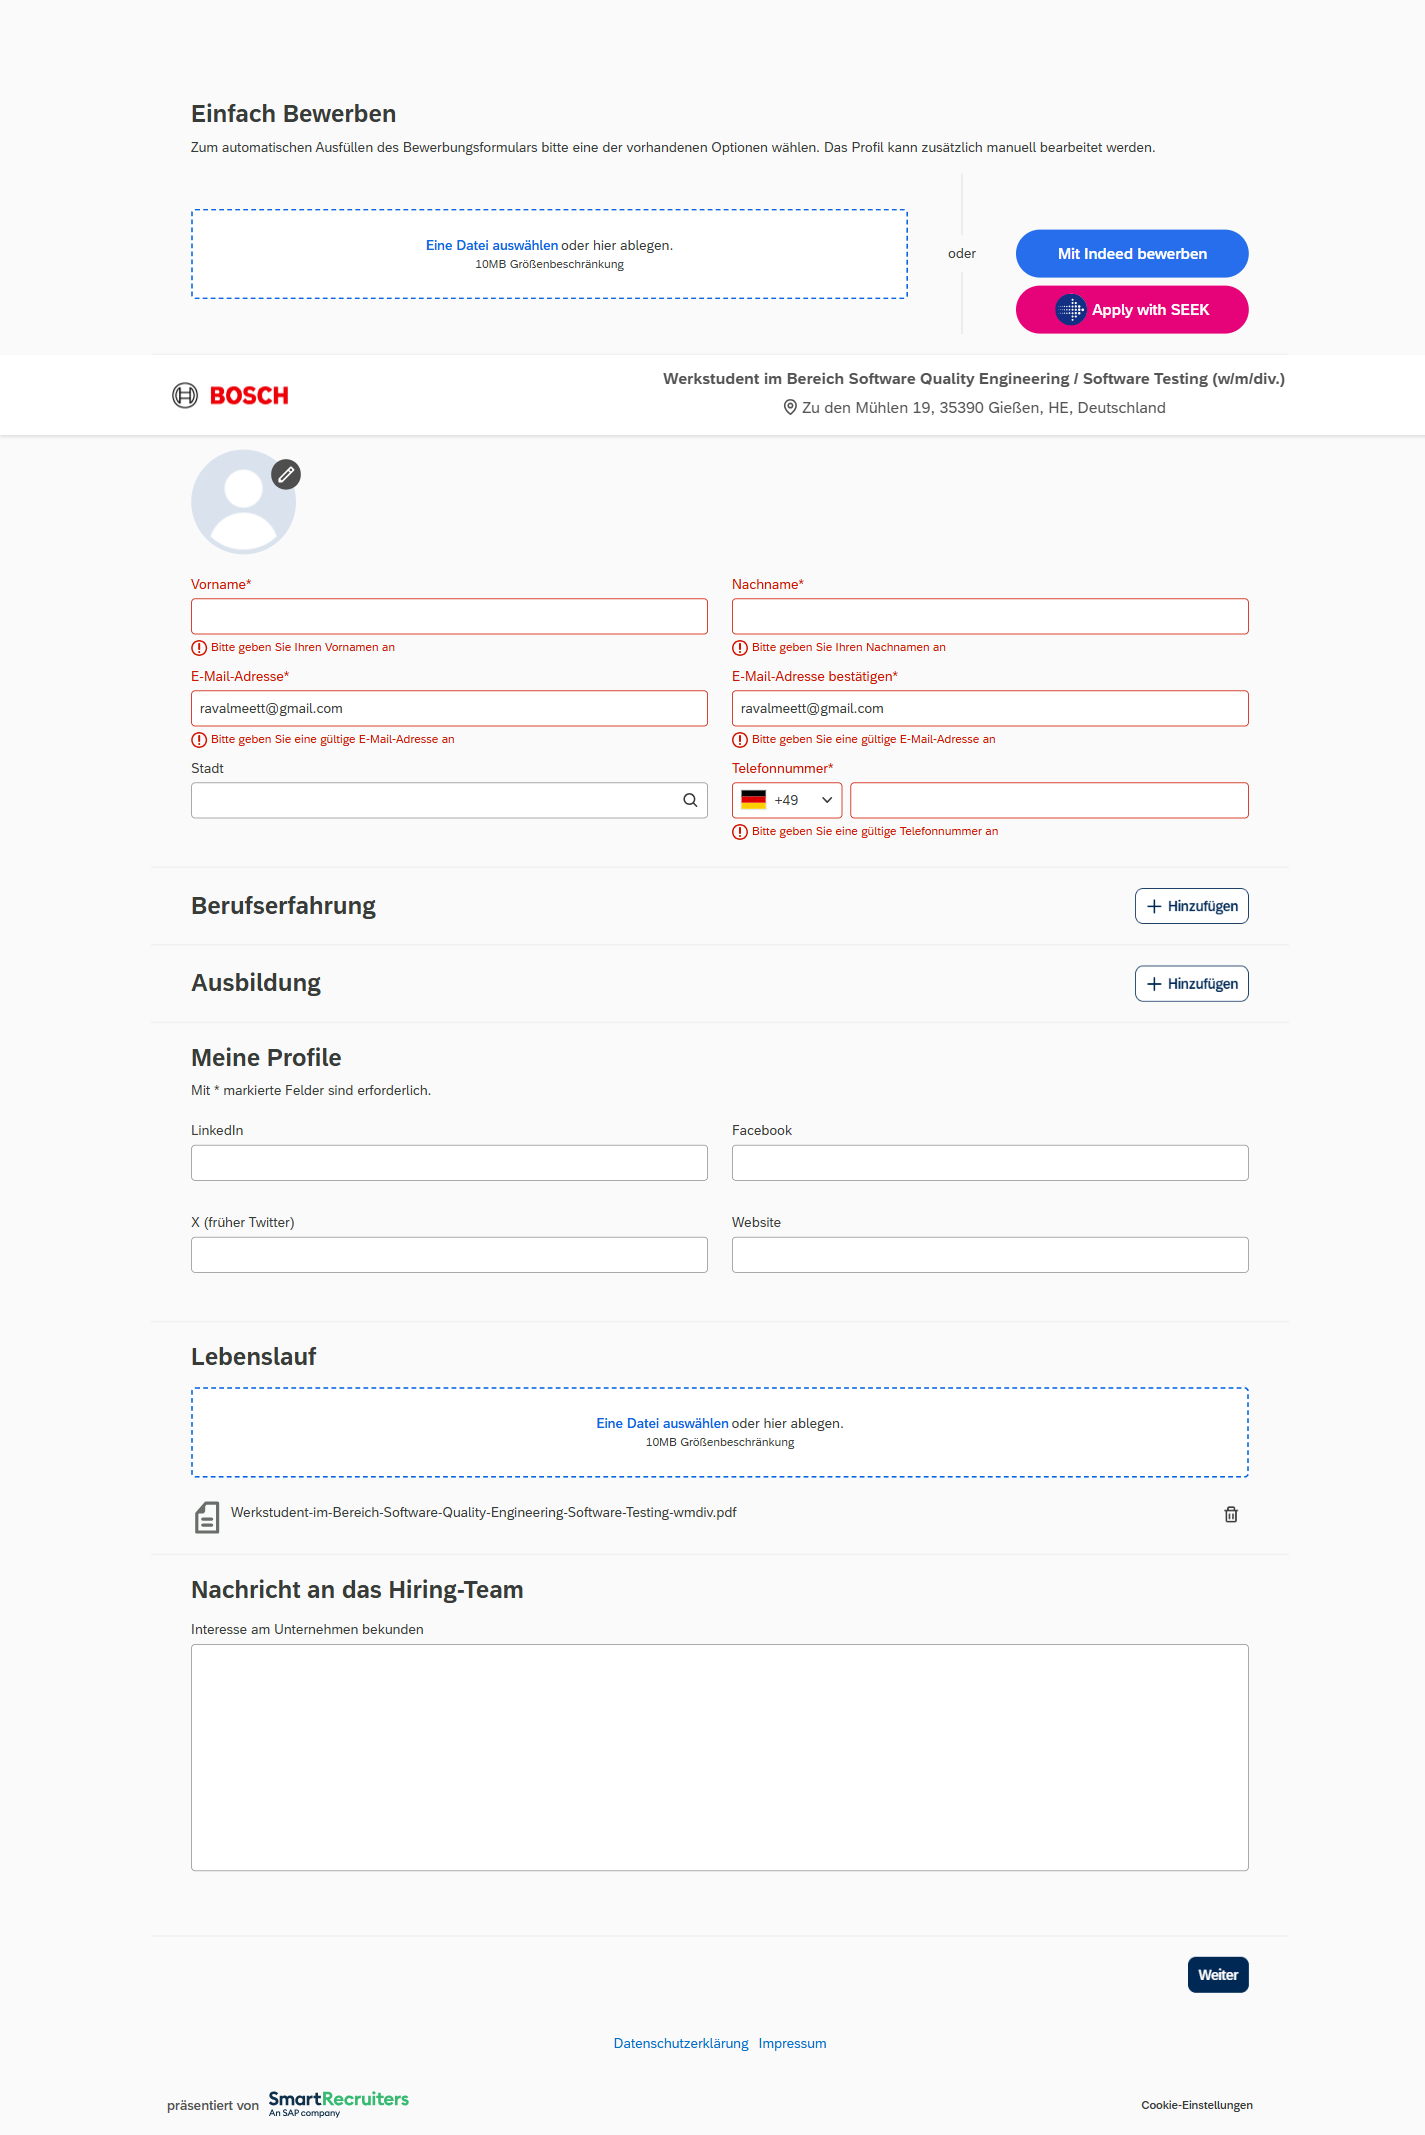 Einfach Bewerben
Zum automatischen Ausfüllen des Bewerbungsformulars bitte eine der vorhandenen Optionen wählen. Das Profil kann zusätzlich manuell bearbeitet werden.
Eine Datei auswählen oder hier ablegen.
10MB Größenbeschränkung
oder
Mit Indeed bewerben
Apply with SEEK
BOSCH
Werkstudent im Bereich Software Quality Engineering / Software Testing (w/m/div.)
Zu den Mühlen 19, 35390 Gießen, HE, Deutschland
Vorname*
Nachname*
Bitte geben Sie Ihren Vornamen an
Bitte geben Sie Ihren Nachnamen an
E-Mail-Adresse*
E-Mail-Adresse bestätigen*
ravalmeett@gmail.com
ravalmeett@gmail.com
Bitte geben Sie eine gültige E-Mail-Adresse an
Bitte geben Sie eine gültige E-Mail-Adresse an
Stadt
Telefonnummer*
+49
Bitte geben Sie eine gültige Telefonnummer an
Berufserfahrung
Hinzufügen
Ausbildung
Hinzufügen
Meine Profile
Mit * markierte Felder sind erforderlich.
LinkedIn
Facebook
X (früher Twitter)
Website
Lebenslauf
Eine Datei auswählen oder hier ablegen.
10MB Größenbeschränkung
Werkstudent-im-Bereich-Software-Quality-Engineering-Software-Testing-wmdiv.pdf
Nachricht an das Hiring-Team
Interesse am Unternehmen bekunden
Weiter
Datenschutzerklärung Impressum
präsentiert von SmartRecruiters
An SAP company
Cookie-Einstellungen